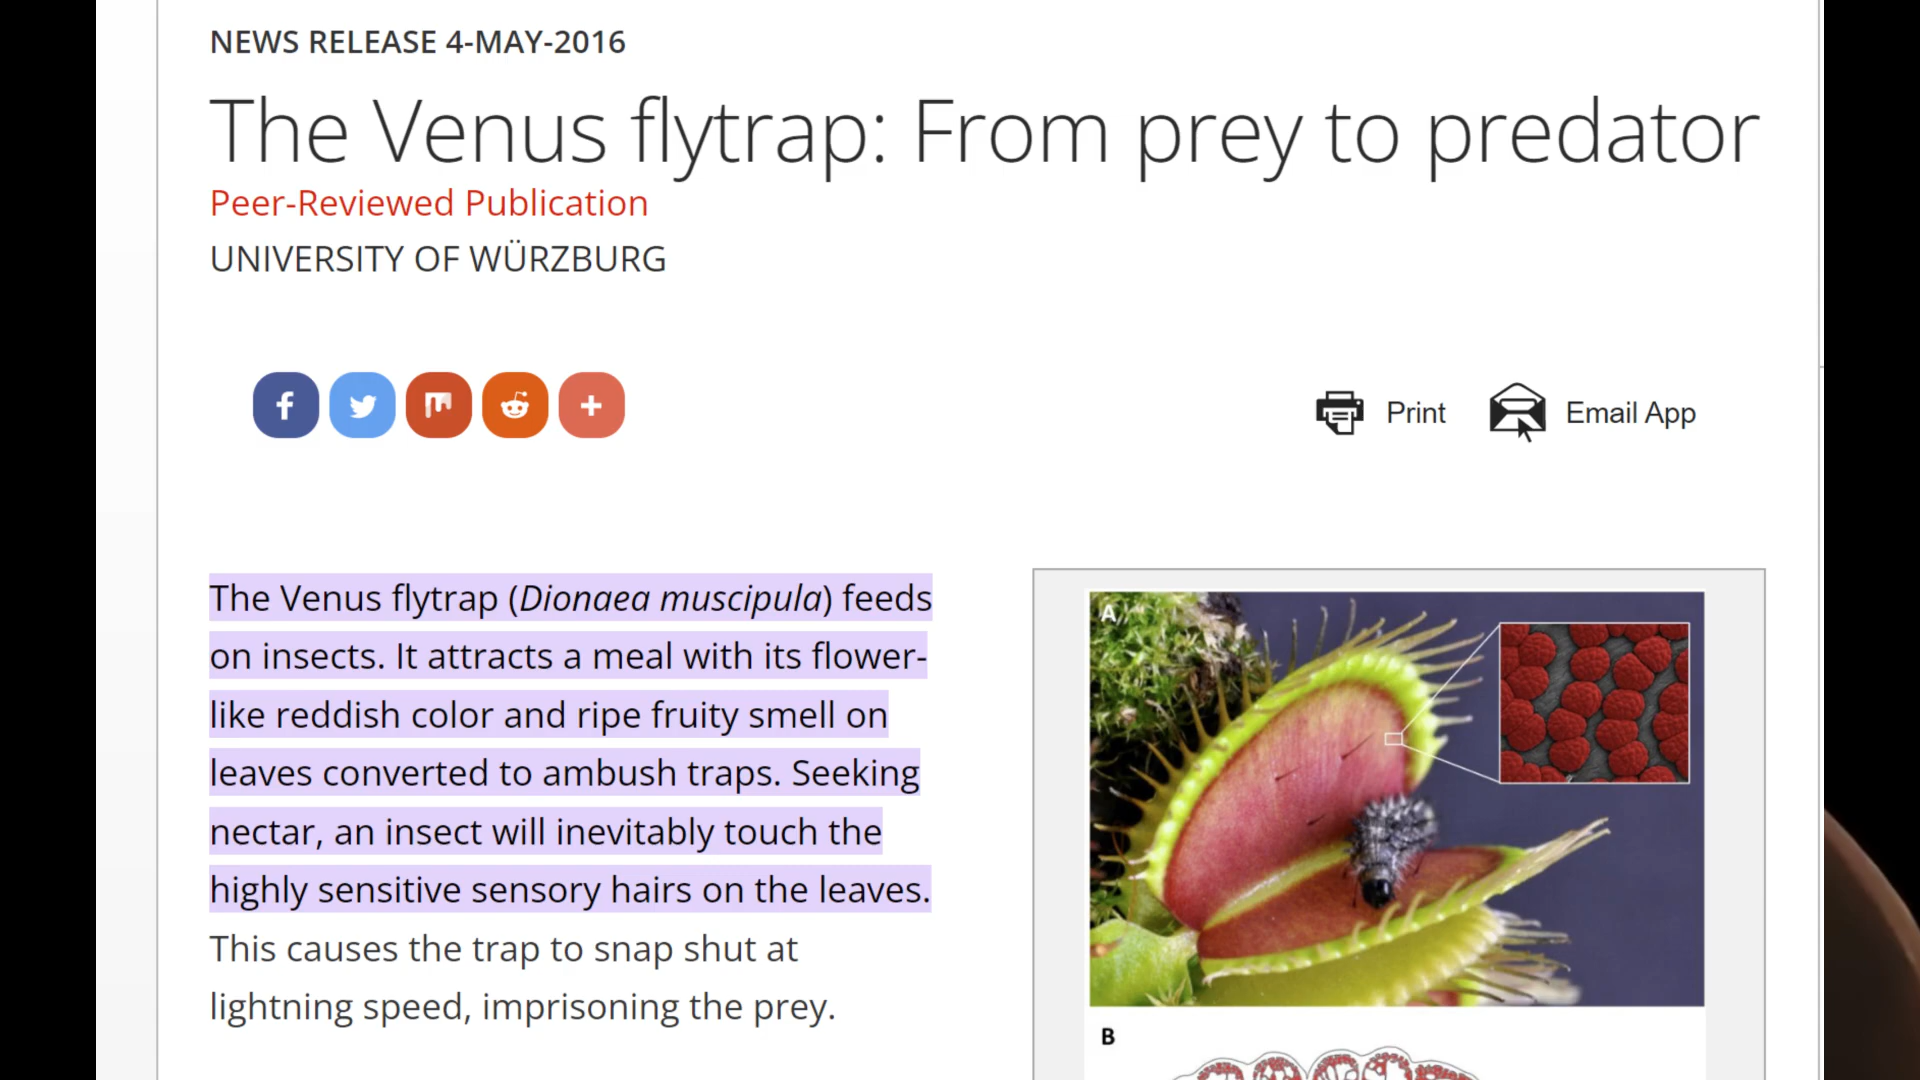 NEWS RELEASE 4-MAY-2016
The Venus flytrap: From prey to predator
Peer-Reviewed Publication
UNIVERSITY OF WÜRZBURG
Print
Email App
The Venus flytrap (Dionaea muscipula) feeds
on insects. It attracts a meal with its flower-
like reddish color and ripe fruity smell on
leaves converted to ambush traps. Seeking
nectar, an insect will inevitably touch the
highly sensitive sensory hairs on the leaves.
This causes the trap to snap shut at
lightning speed, imprisoning the prey.
A
B